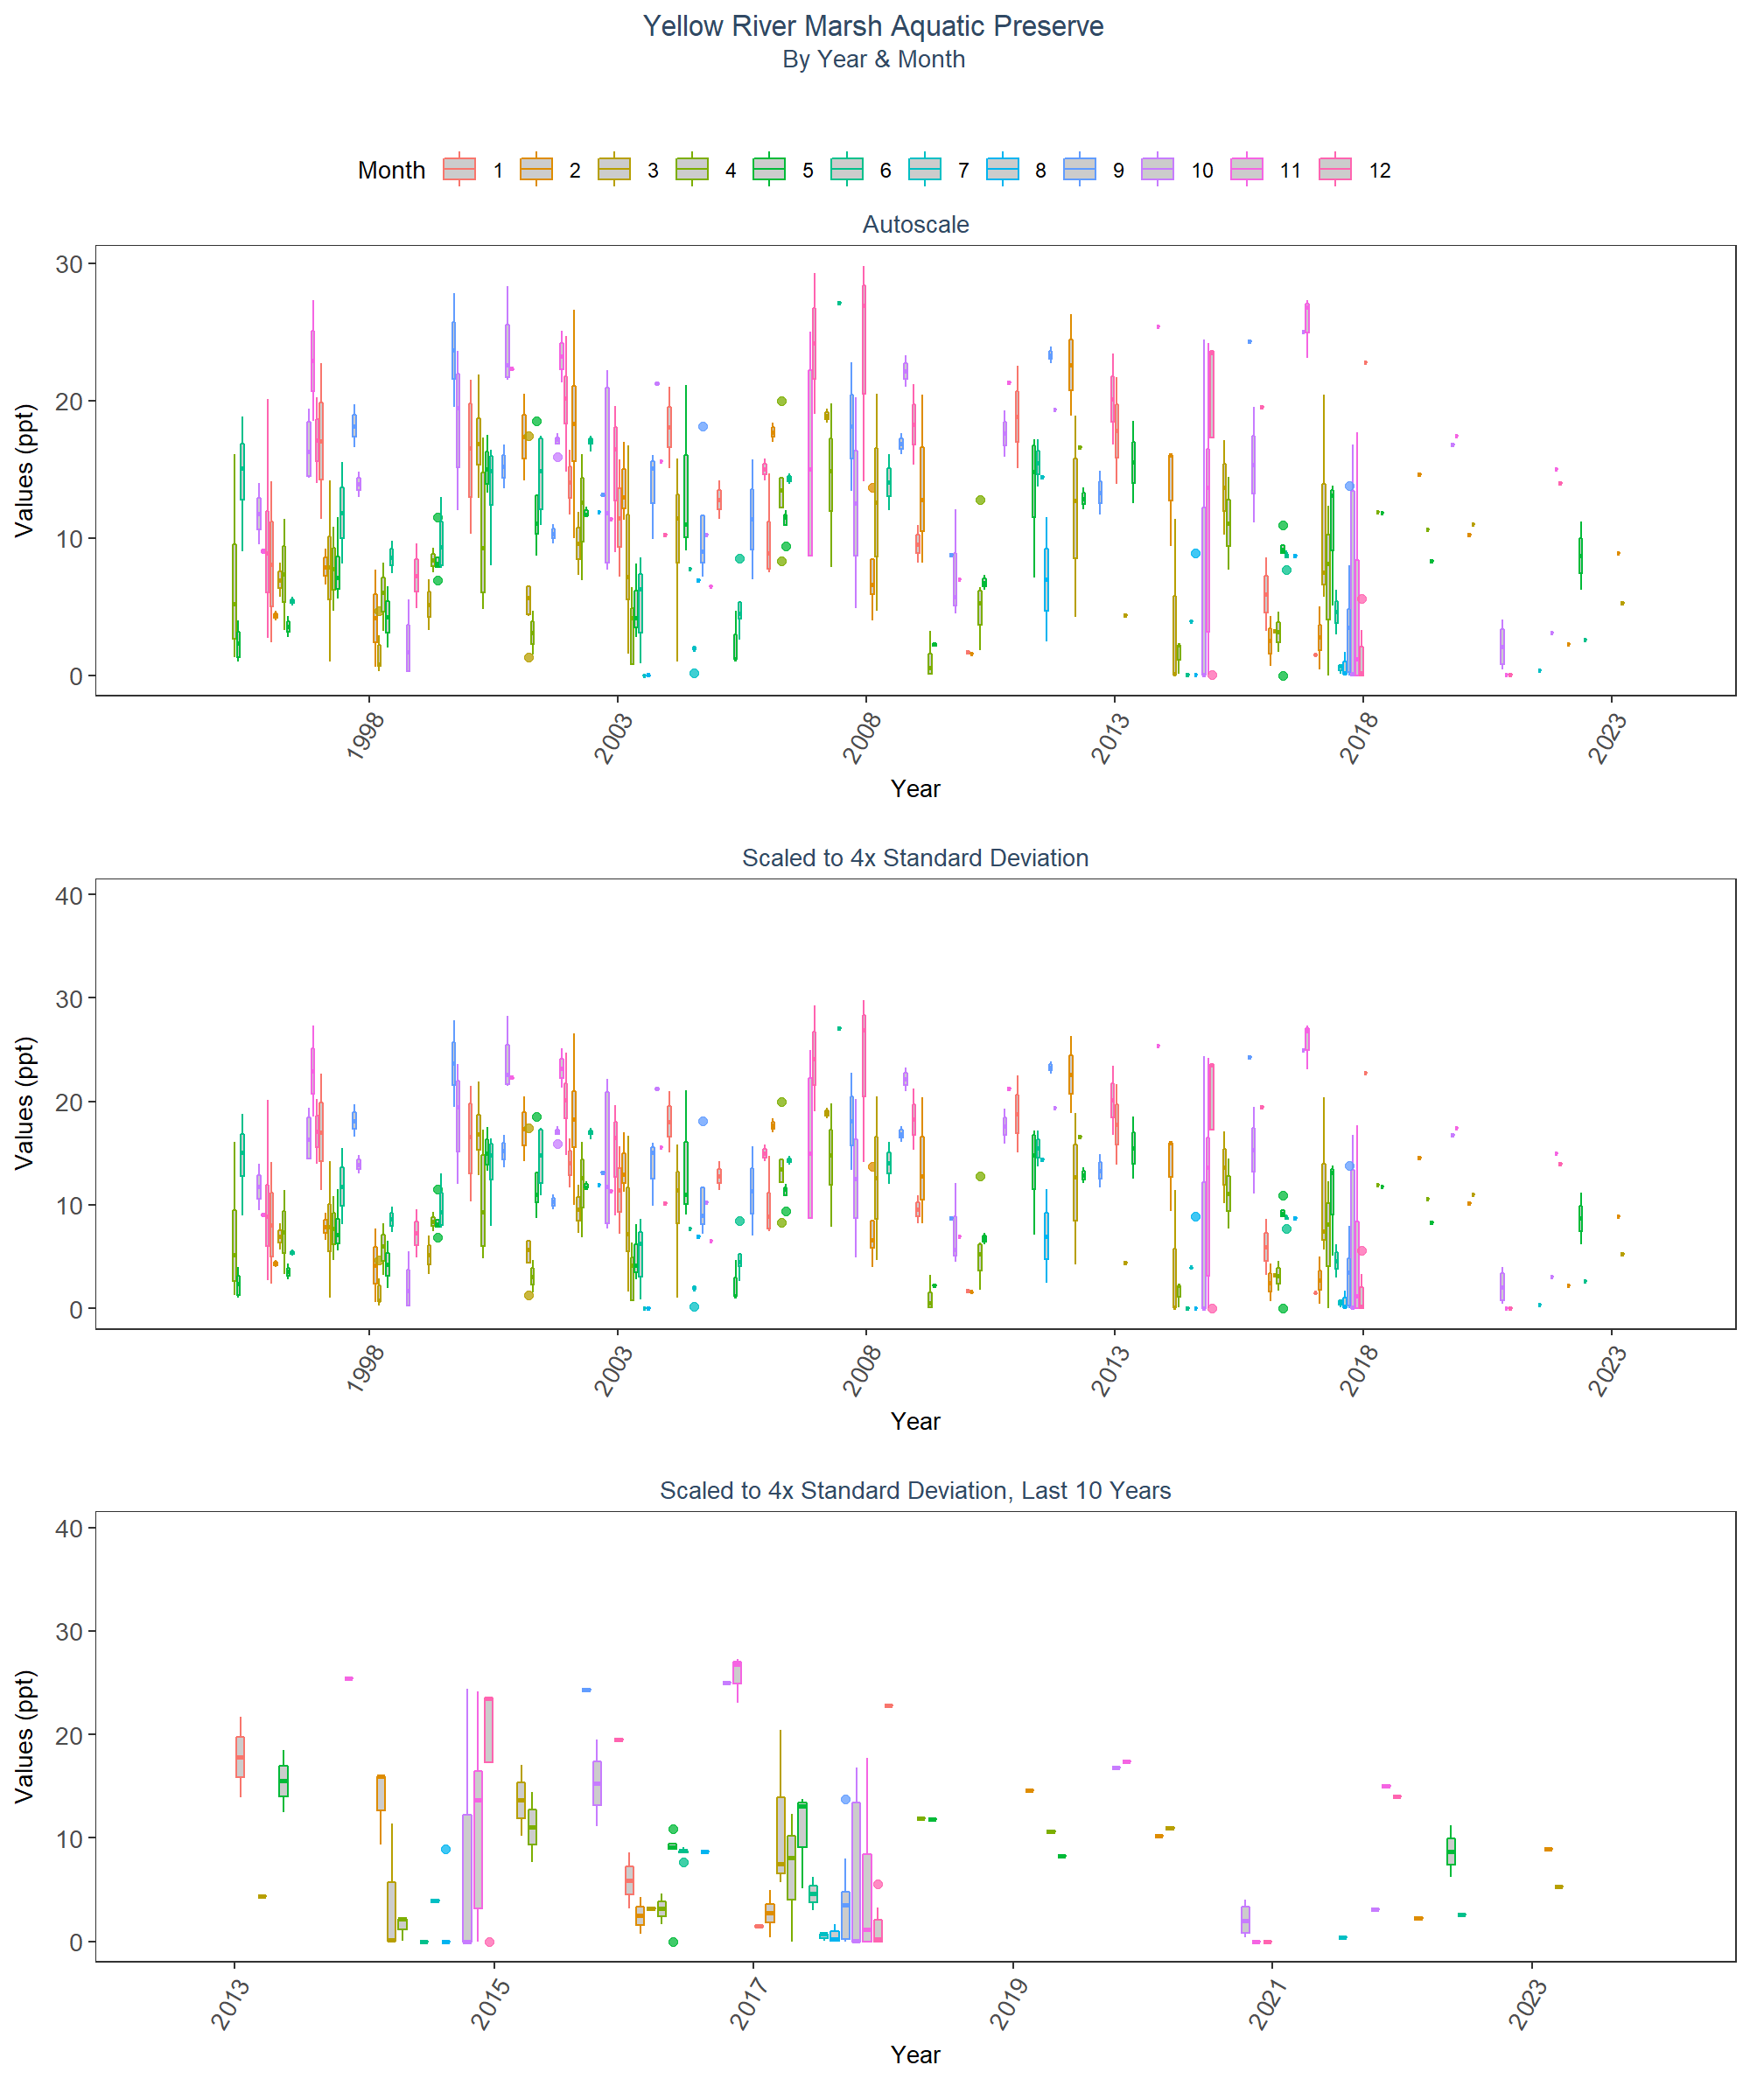 Yellow River Marsh Aquatic Preserve
By Year & Month
Month 1 2 3 4 5 6 7 8 9 10 11 12
Autoscale
Values (ppt)
30
20
10
0
1998 2003 2008 2013 2018 2023
Year
Scaled to 4x Standard Deviation
Values (ppt)
40
30
20
10
0
1998 2003 2008 2013 2018 2023
Year
Scaled to 4x Standard Deviation, Last 10 Years
Values (ppt)
40
30
20
10
0
2013 2015 2017 2019 2021 2023
Year